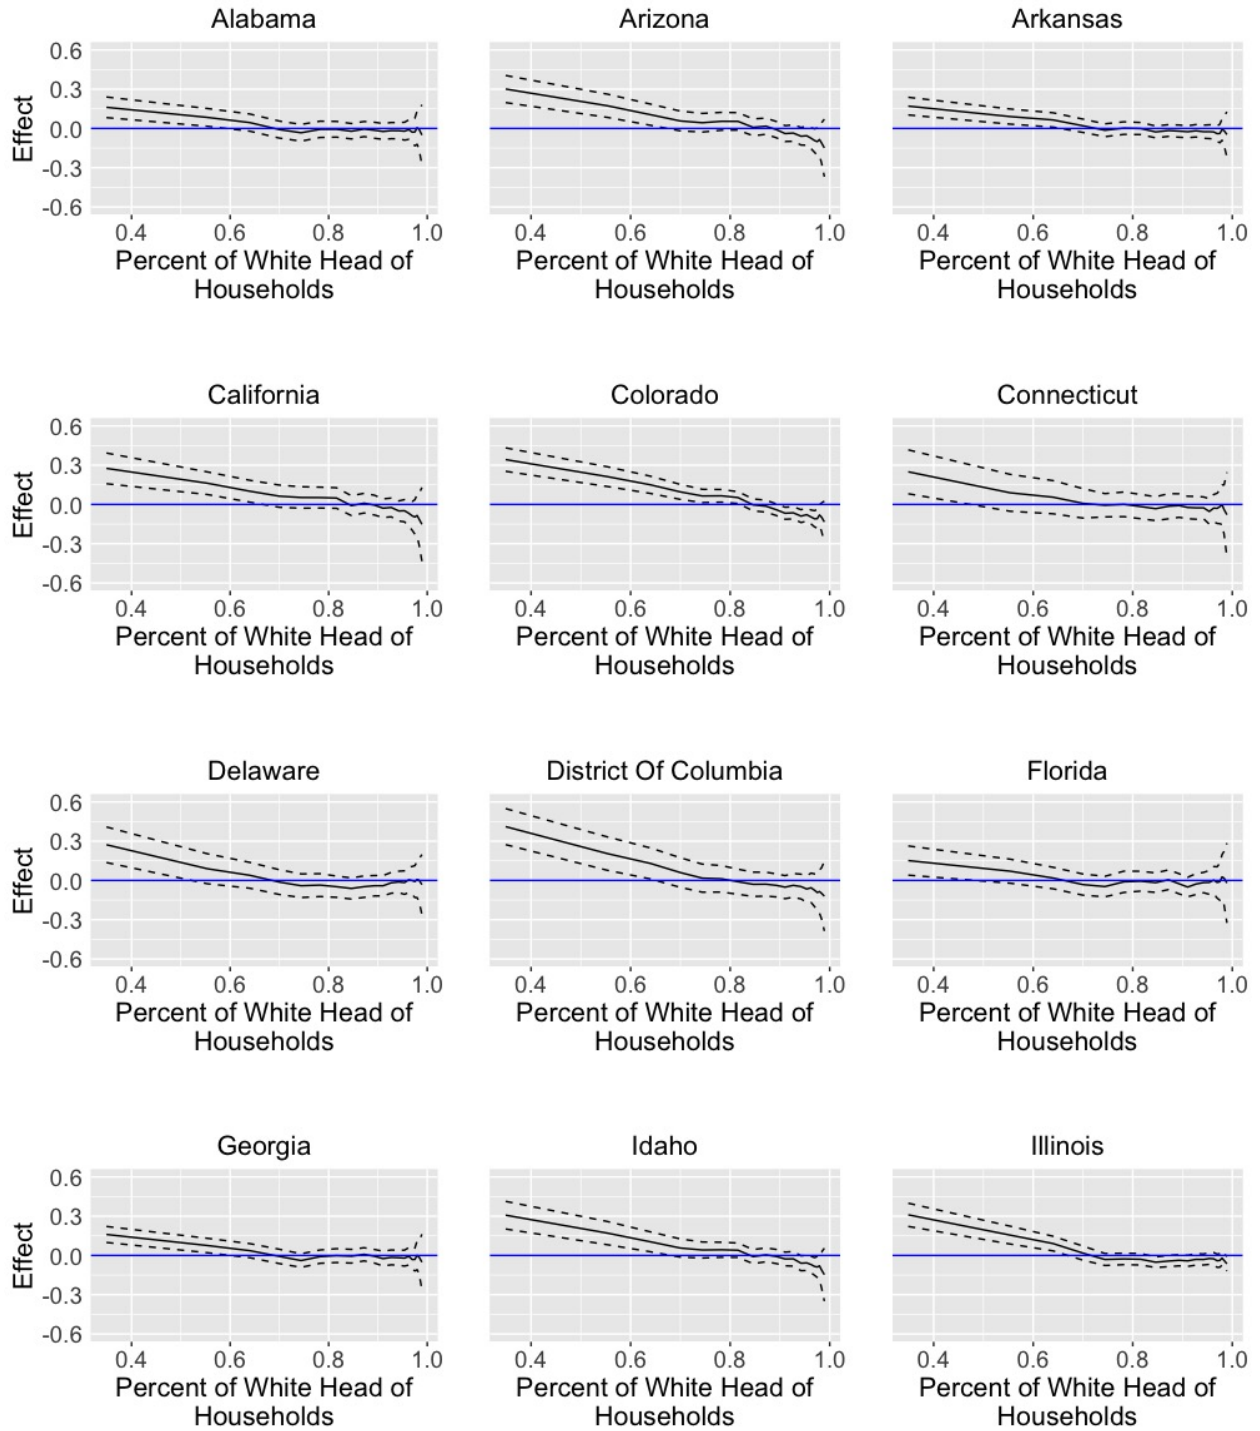 Alabama
Arizona
Arkansas
Effect
0.6
0.3
0.0
-0.3
-0.6
0.4 0.6 0.8 1.0
0.4 0.6 0.8 1.0
0.4 0.6 0.8 1.0
Percent of White Head of
Households
Percent of White Head of
Households
Percent of White Head of
Households
California
Colorado
Connecticut
Effect
0.6
0.3
0.0
-0.3
-0.6
0.4 0.6 0.8 1.0
0.4 0.6 0.8 1.0
0.4 0.6 0.8 1.0
Percent of White Head of
Households
Percent of White Head of
Households
Percent of White Head of
Households
Delaware
District Of Columbia
Florida
Effect
0.6
0.3
0.0
-0.3
-0.6
0.4 0.6 0.8 1.0
0.4 0.6 0.8 1.0
0.4 0.6 0.8 1.0
Percent of White Head of
Households
Percent of White Head of
Households
Percent of White Head of
Households
Georgia
Idaho
Illinois
Effect
0.6
0.3
0.0
-0.3
-0.6
0.4 0.6 0.8 1.0
0.4 0.6 0.8 1.0
0.4 0.6 0.8 1.0
Percent of White Head of
Households
Percent of White Head of
Households
Percent of White Head of
Households